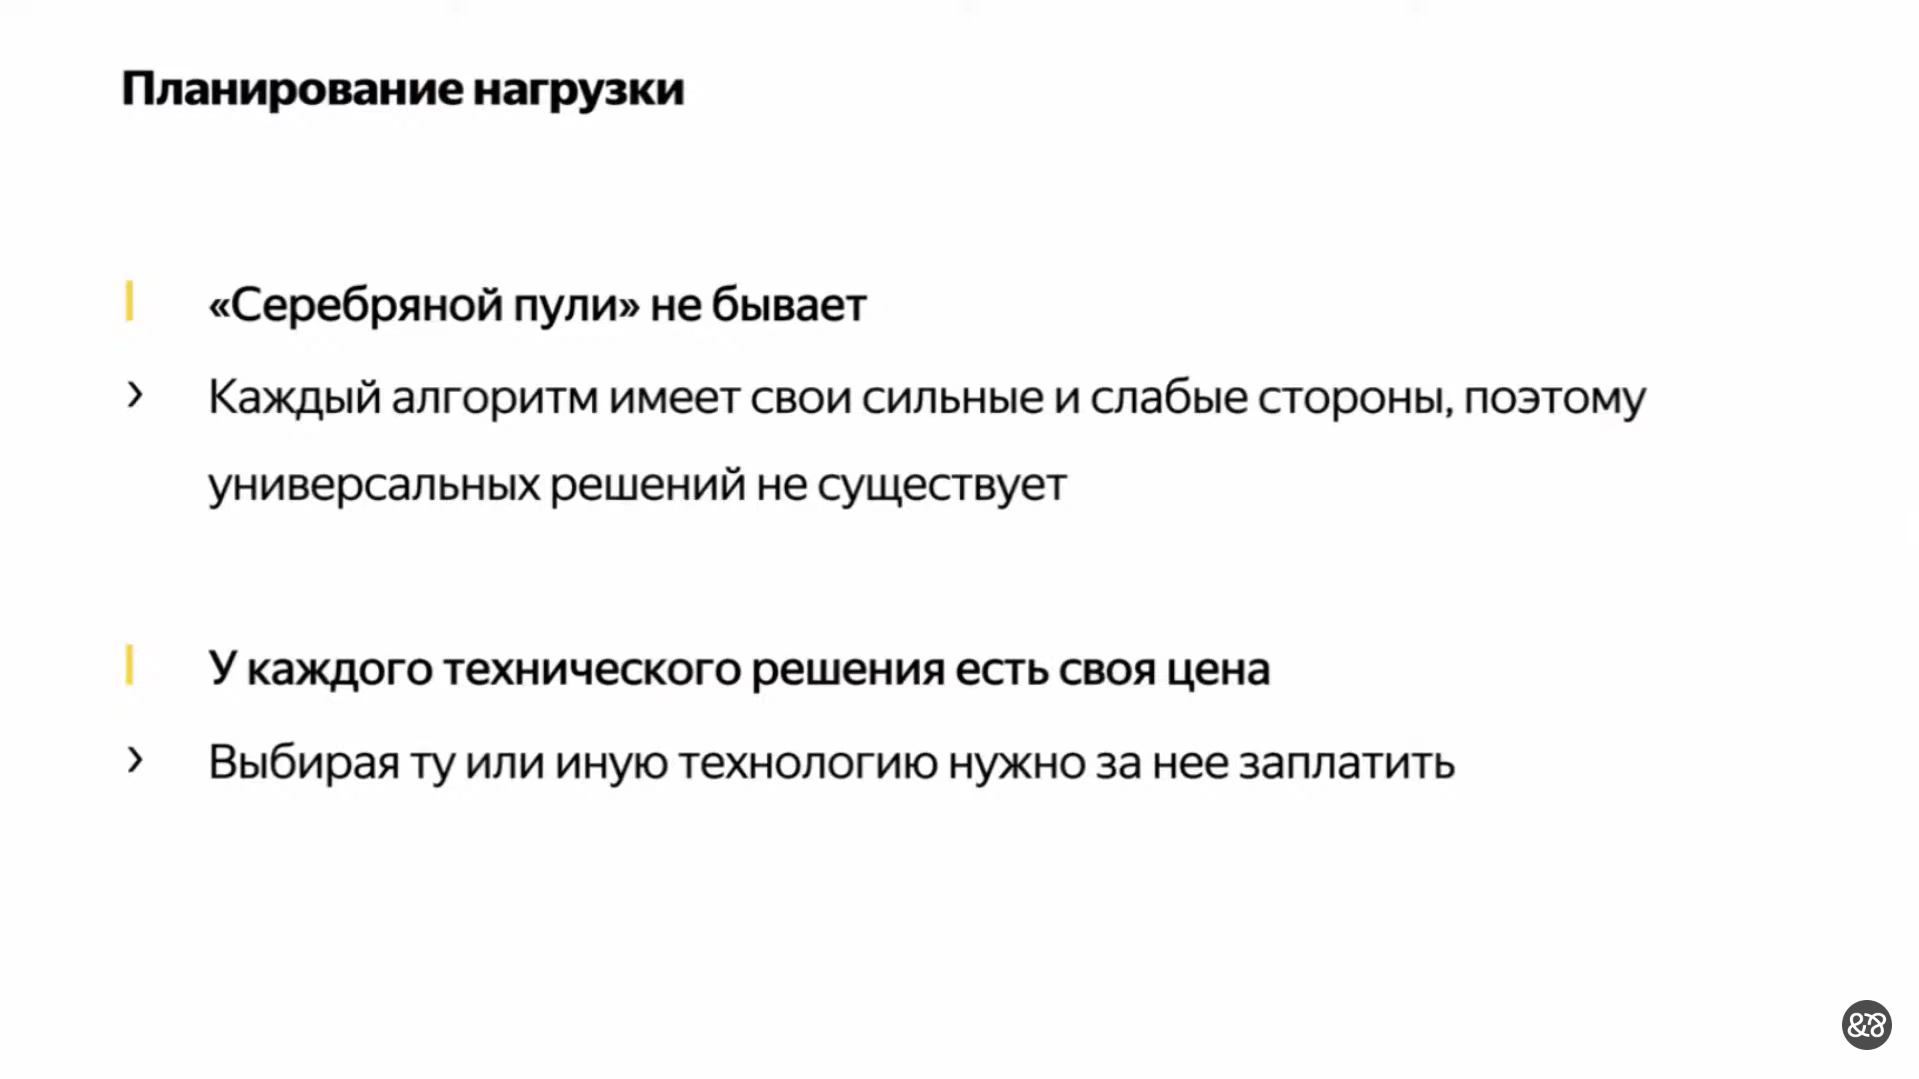 Планирование нагрузки
«Серебряной пули» не бывает
› Каждый алгоритм имеет свои сильные и слабые стороны, поэтому
универсальных решений не существует
У каждого технического решения есть своя цена
› Выбирая ту или иную технологию нужно за нее заплатить